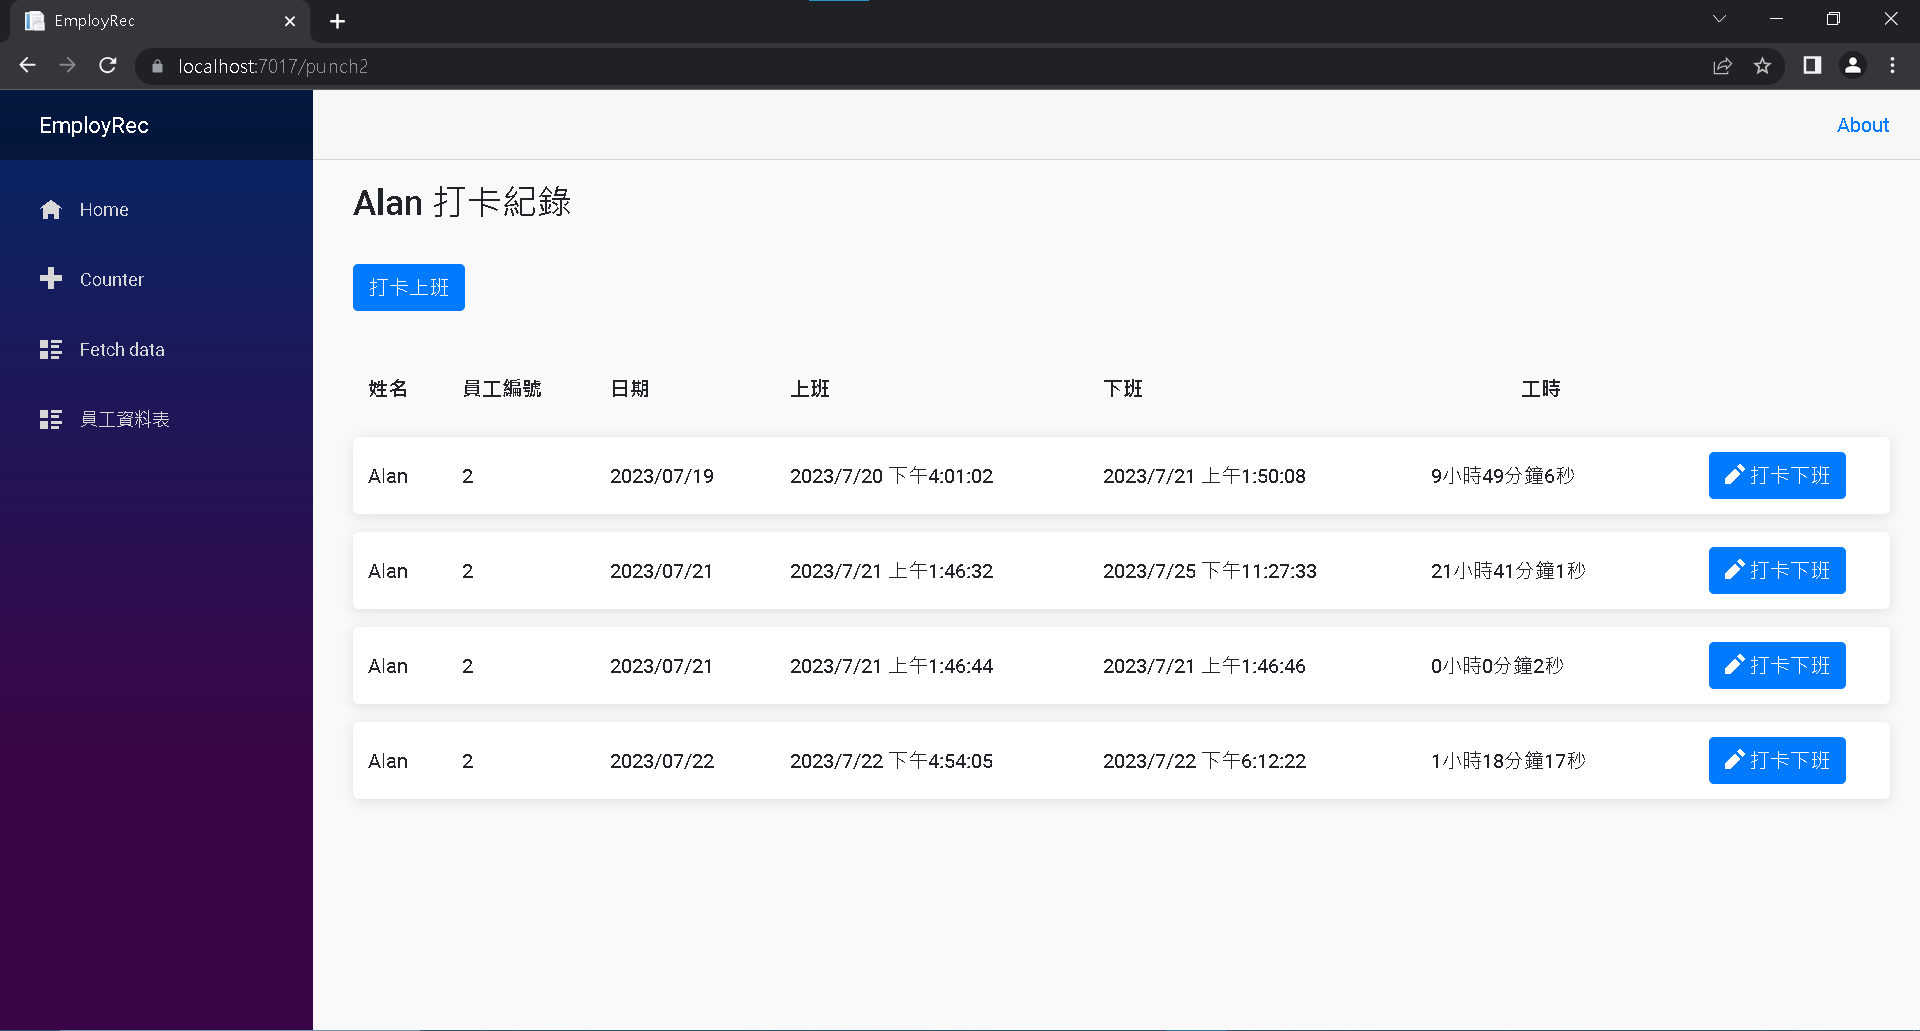 EmployRec
localhost:7017/punch2
EmployRec
About
Home
Counter
Fetch data
員工資料表
Alan 打卡紀錄
打卡上班
姓名 員工編號 日期 上班 下班 工時
Alan 2 2023/07/19 2023/7/20 下午4:01:02 2023/7/21 上午1:50:08 9小時49分鐘6秒 打卡下班
Alan 2 2023/07/21 2023/7/21 上午1:46:32 2023/7/25 下午11:27:33 21小時41分鐘1秒 打卡下班
Alan 2 2023/07/21 2023/7/21 上午1:46:44 2023/7/21 上午1:46:46 0小時0分鐘2秒 打卡下班
Alan 2 2023/07/22 2023/7/22 下午4:54:05 2023/7/22 下午6:12:22 1小時18分鐘17秒 打卡下班